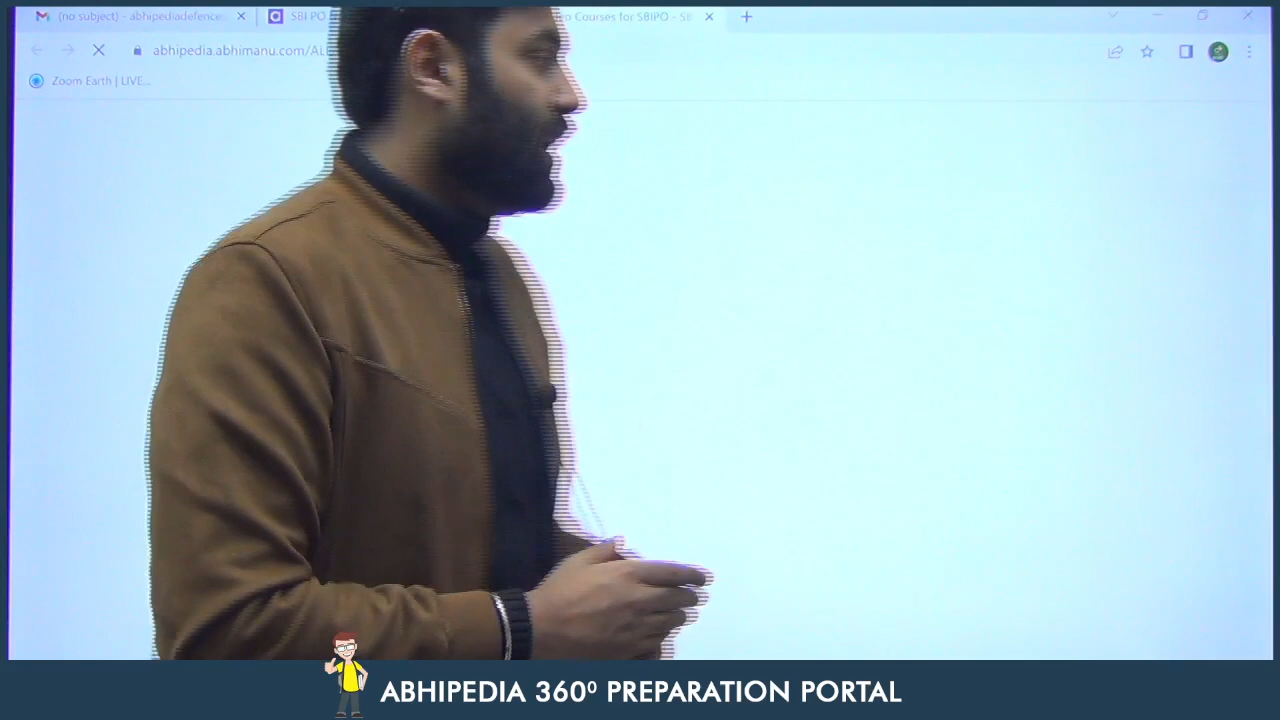 (no subject) - abhipediadefence
SBI PO
Courses for SBIPO - SB
abhipedia.abhimanu.com/AL
Zoom Earth | LIVE...
ABHIPEDIA 360⁰ PREPARATION PORTAL